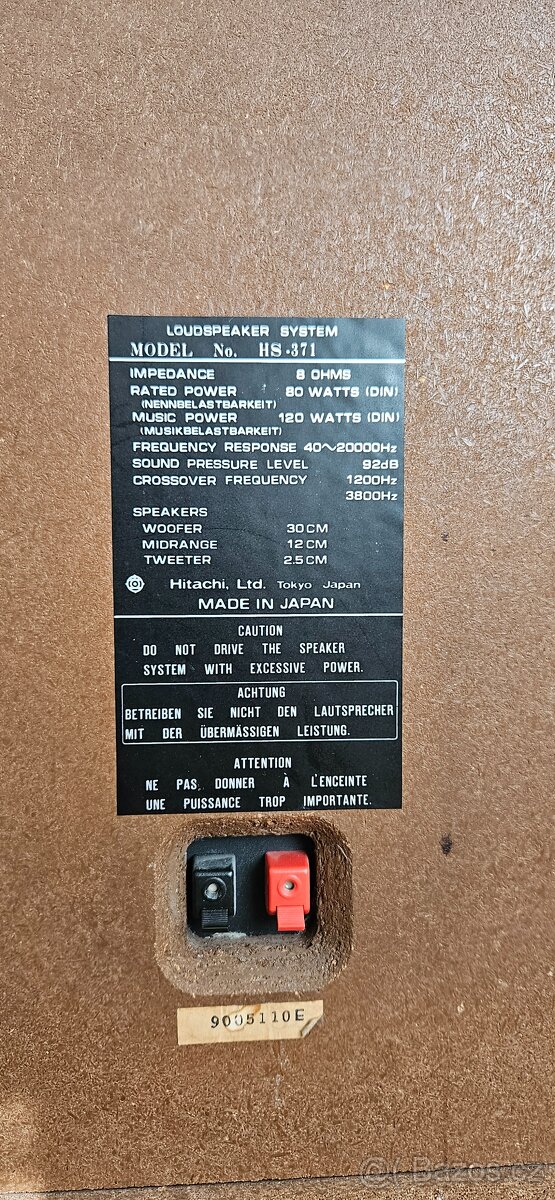 LOUDSPEAKER SYSTEM
MODEL No. HS-371
IMPEDANCE 8 OHMS
RATED POWER 80 WATTS (DIN)
(NENNBELASTBARKEIT)
MUSIC POWER 120 WATTS (DIN)
(MUSIKBELASTBARKEIT)
FREQUENCY RESPONSE 40～20000Hz
SOUND PRESSURE LEVEL 92dB
CROSSOVER FREQUENCY 1200Hz
3800Hz
SPEAKERS
WOOFER 30CM
MIDRANGE 12CM
TWEETER 2.5CM
Hitachi, Ltd. Tokyo Japan
MADE IN JAPAN
CAUTION
DO NOT DRIVE THE SPEAKER
SYSTEM WITH EXCESSIVE POWER.
ACHTUNG
BETREIBEN SIE NICHT DEN LAUTSPRECHER
MIT DER ÜBERMÄSSIGEN LEISTUNG.
ATTENTION
NE PAS DONNER À L'ENCEINTE
UNE PUISSANCE TROP IMPORTANTE.
9005110E
Bazos.cz